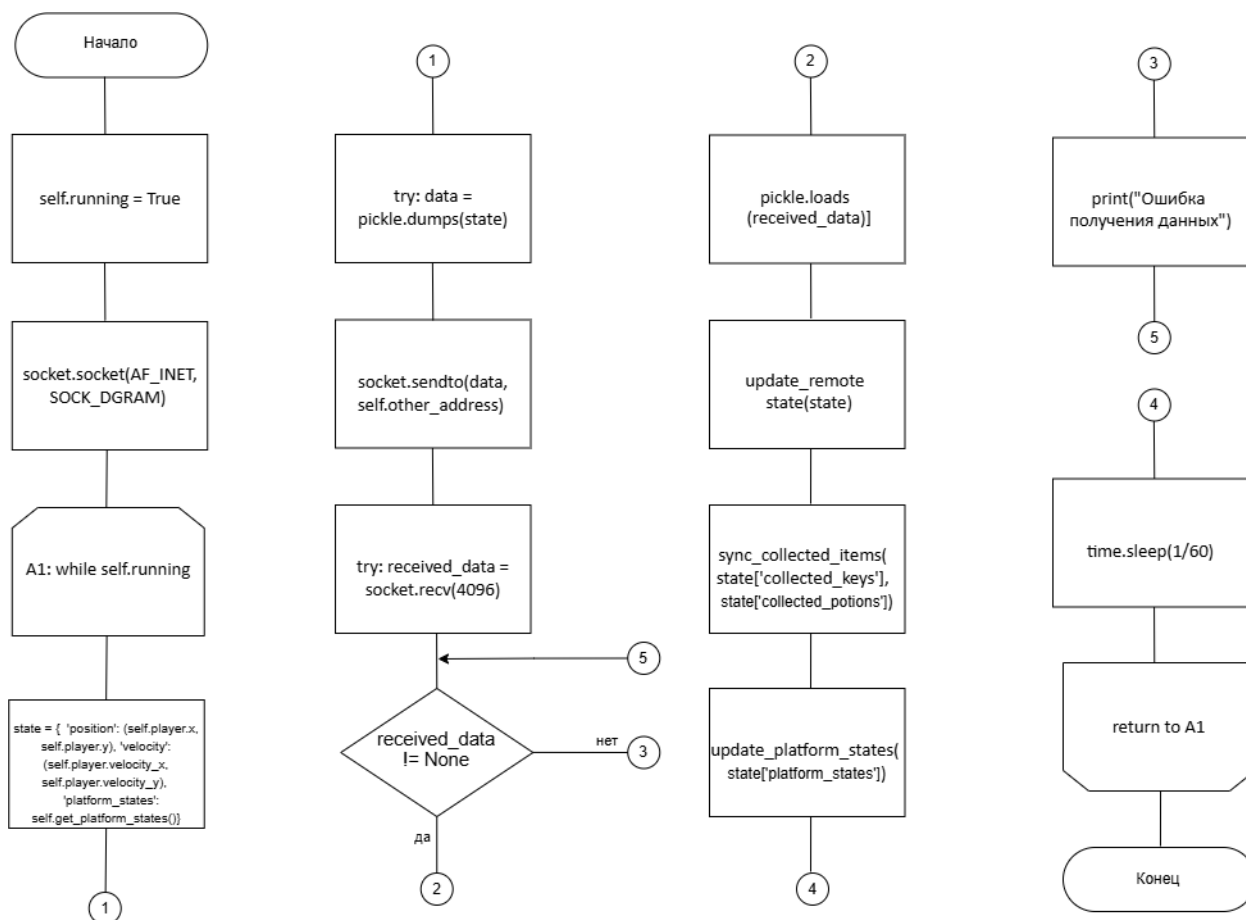 Начало
self.running = True
socket.socket(AF_INET,
SOCK_DGRAM)
A1: while self.running
state = { 'position': (self.player.x,
self.player.y), 'velocity':
(self.player.velocity_x,
self.player.velocity_y),
'platform_states':
self.get_platform_states()}
1
1
try: data =
pickle.dumps(state)
socket.sendto(data,
self.other_address)
try: received_data =
socket.recv(4096)
5
received_data
!= None
нет
3
да
2
2
pickle.loads
(received_data)]
update_remote
state(state)
sync_collected_items(
state['collected_keys'],
state['collected_potions'])
update_platform_states(
state['platform_states'])
4
3
print("Ошибка
получения данных")
5
4
time.sleep(1/60)
return to A1
Конец